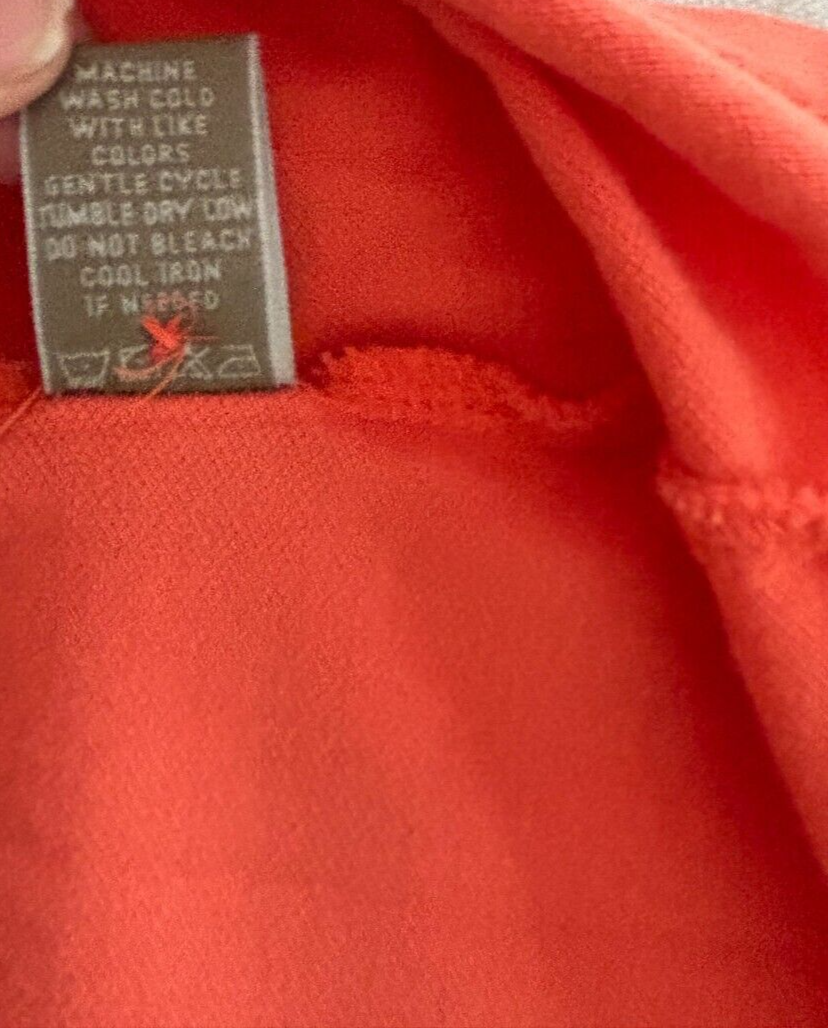 MACHINE
WASH COLD
WITH LIKE
COLORS
GENTLE CYCLE
TUMBLE DRY LOW
DO NOT BLEACH
COOL IRON
IF NEEDED